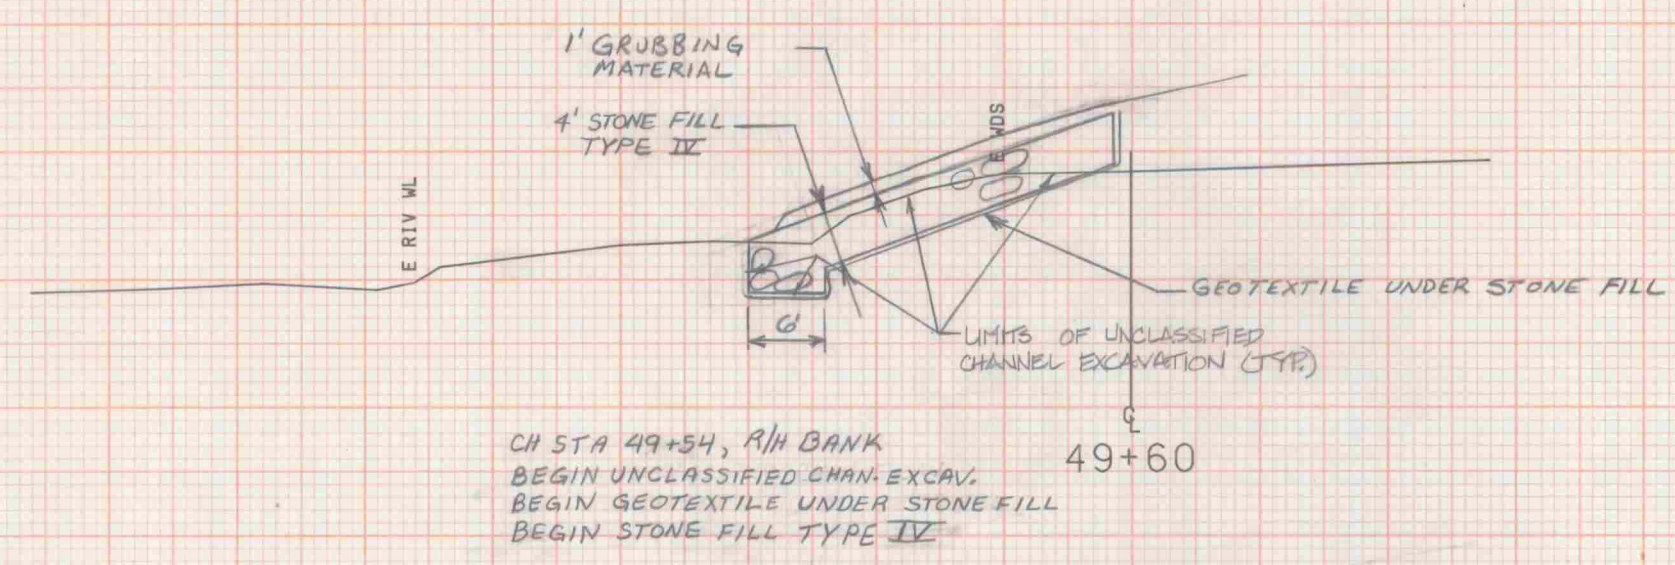 1' GRUBBING
MATERIAL
4' STONE FILL
TYPE IV
E RIV WL
E WDS
GEOTEXTILE UNDER STONE FILL
6'
LIMITS OF UNCLASSIFIED
CHANNEL EXCAVATION (TYP.)
CL
49+60
CH STA 49+54, R/H BANK
BEGIN UNCLASSIFIED CHAN. EXCAV.
BEGIN GEOTEXTILE UNDER STONE FILL
BEGIN STONE FILL TYPE IV